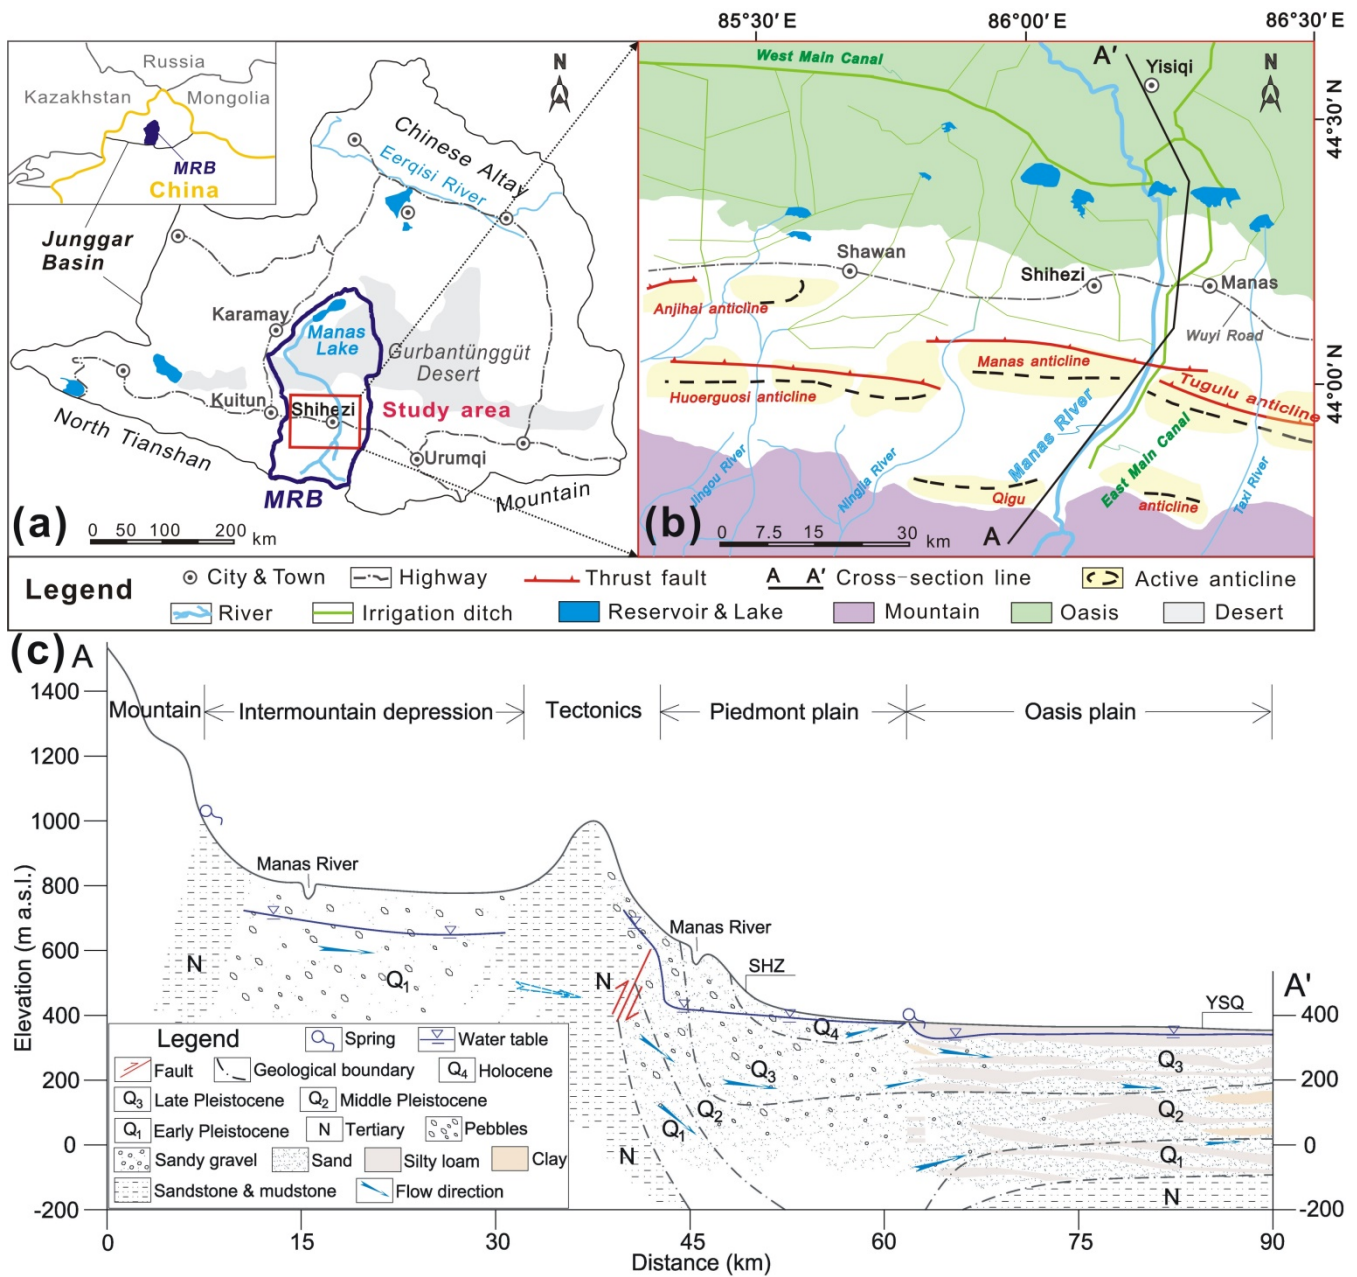 85°30′ E
86°00′ E
86°30′ E
Russia
Kazakhstan
Mongolia
MRB
China
Junggar
Basin
N
Chinese Altay
Eerqisi River
Karamay
Manas
Lake
Gurbantünggüt
Desert
Kuitun
Shihezi
Study area
North Tianshan
Urumqi
MRB
Mountain
(a)
0 50 100 200 km
West Main Canal
A′
Yisiqi
N
44°30′ N
Shawan
Shihezi
Manas
Anjihai anticline
Wuyi Road
Manas anticline
44°00′ N
Huoerguosi anticline
Tugulu anticline
Manas River
East Main Canal
Jingou River
Ningjia River
Taxi River
Qigu
anticline
(b)
A
0 7.5 15 30 km
Legend
City & Town
Highway
Thrust fault
A A′ Cross-section line
Active anticline
River
Irrigation ditch
Reservoir & Lake
Mountain
Oasis
Desert
(c) A
Mountain
Intermountain depression
Tectonics
Piedmont plain
Oasis plain
1400
1200
1000
800
600
400
200
0
-200
Elevation (m a.s.l.)
Manas River
Manas River
SHZ
YSQ
A'
N
Q1
N
Q4
Q3
Q3
Q2
Q2
Q1
Q1
N
N
400
200
0
-200
Legend
Spring
Water table
Fault
Geological boundary
Q4 Holocene
Q3 Late Pleistocene
Q2 Middle Pleistocene
Q1 Early Pleistocene
N Tertiary
Pebbles
Sandy gravel
Sand
Silty loam
Clay
Sandstone & mudstone
Flow direction
0 15 30 45 60 75 90
Distance (km)